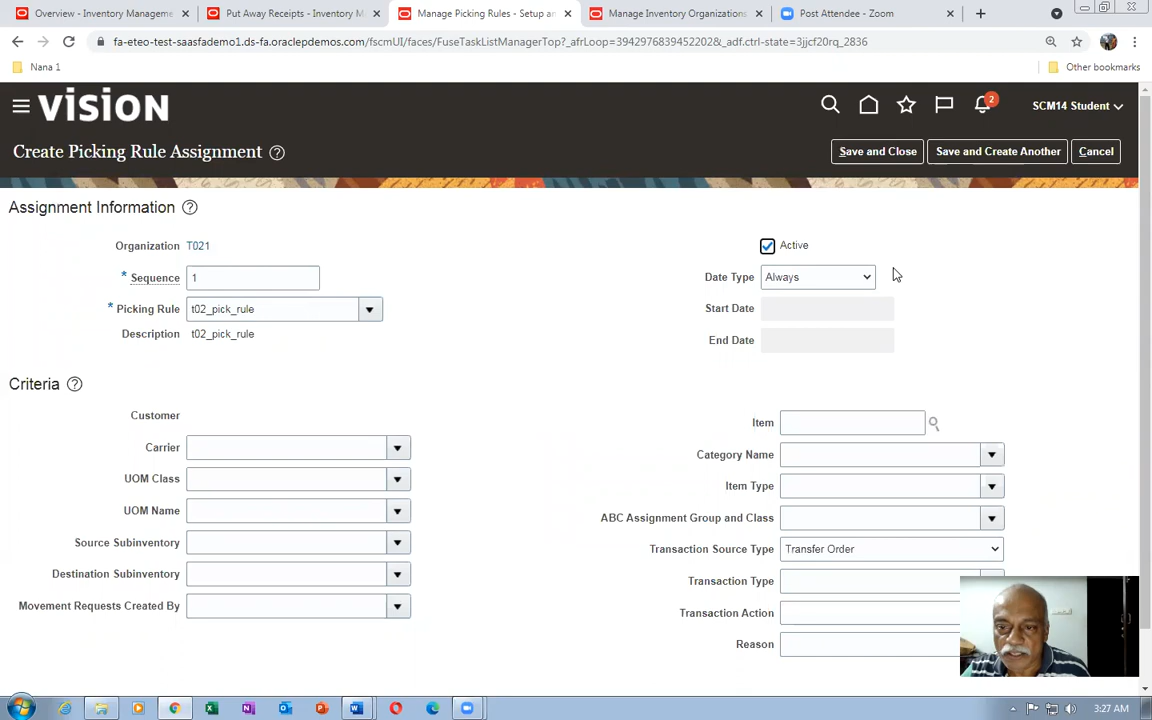 Overview - Inventory Manageme
Put Away Receipts - Inventory M
Manage Picking Rules - Setup an
Manage Inventory Organizations
Post Attendee - Zoom
fa-eteo-test-saasfademo1.ds-fa.oraclepdemos.com/fscmUI/faces/FuseTaskListManagerTop?_afrLoop=3942976839452202&_adf.ctrl-state=3jjcf20rq_2836
Nana 1
Other bookmarks
VISION
2
SCM14 Student
Create Picking Rule Assignment
Save and Close
Save and Create Another
Cancel
Assignment Information
Organization T021
* Sequence 1
* Picking Rule t02_pick_rule
Description t02_pick_rule
Active
Date Type Always
Start Date
End Date
Criteria
Customer
Carrier
UOM Class
UOM Name
Source Subinventory
Destination Subinventory
Movement Requests Created By
Item
Category Name
Item Type
ABC Assignment Group and Class
Transaction Source Type Transfer Order
Transaction Type
Transaction Action
Reason
3:27 AM